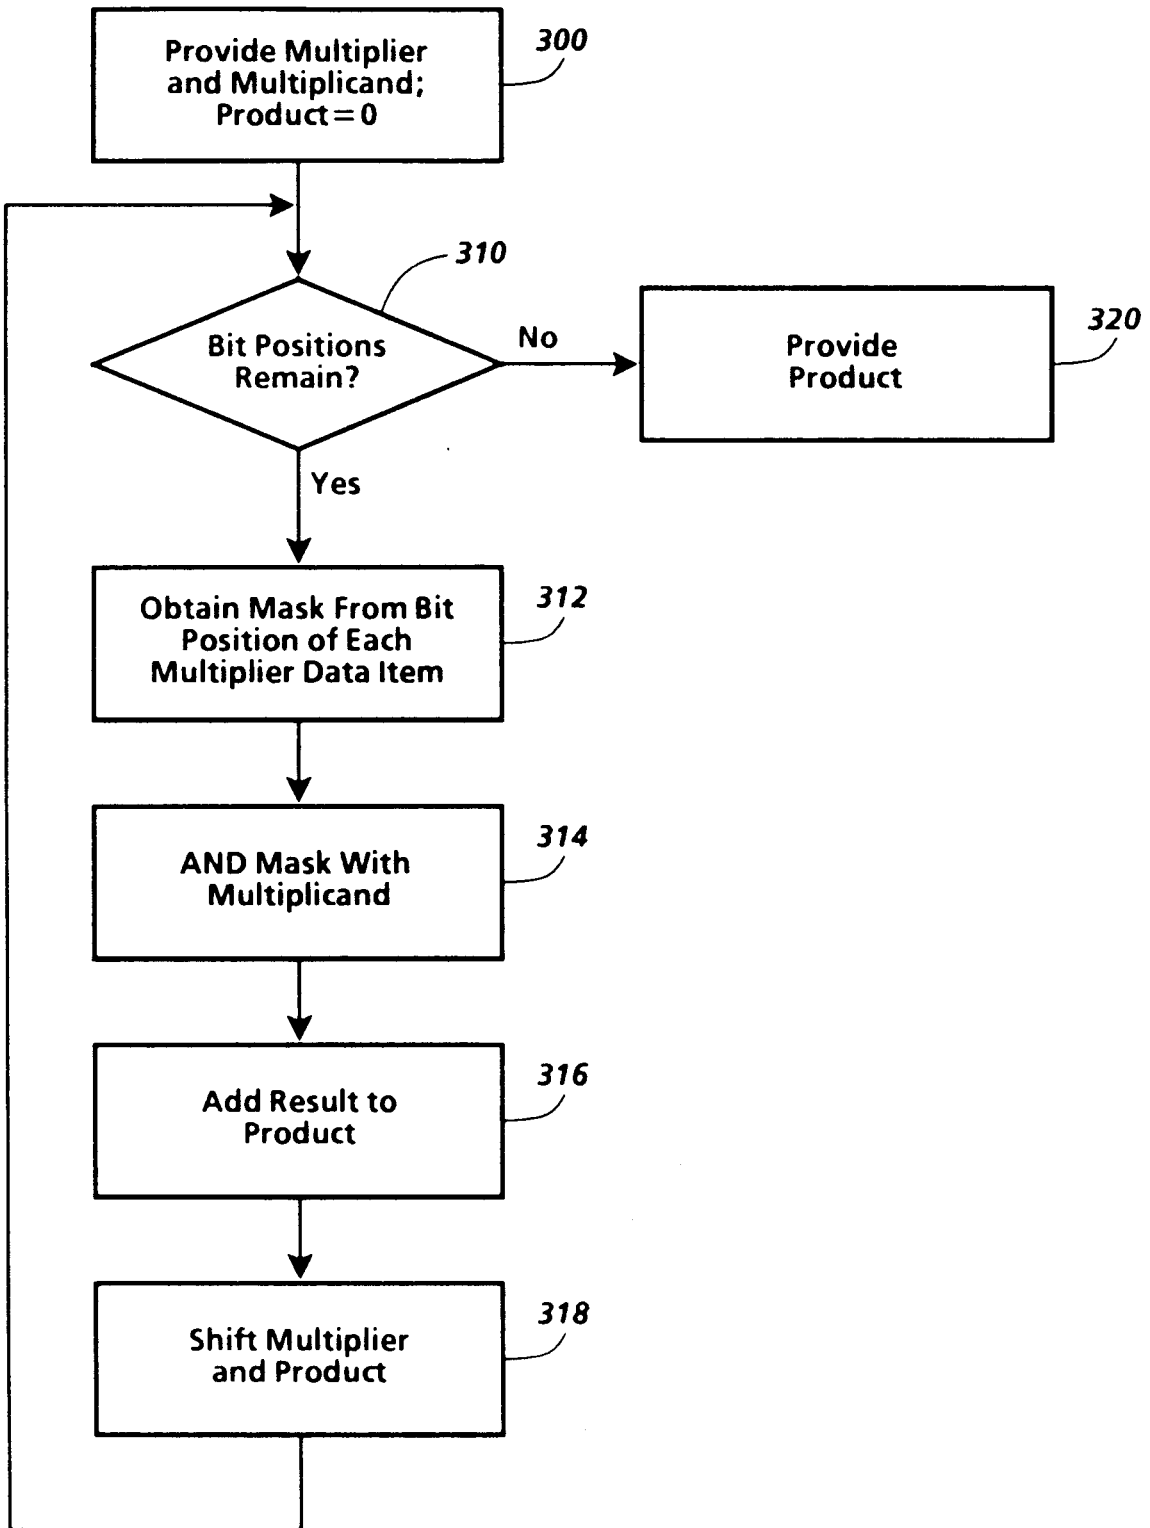 Provide Multiplier
and Multiplicand;
Product=0
300
310
Bit Positions
Remain?
No
Provide
Product
320
Yes
Obtain Mask From Bit
Position of Each
Multiplier Data Item
312
AND Mask With
Multiplicand
314
Add Result to
Product
316
Shift Multiplier
and Product
318